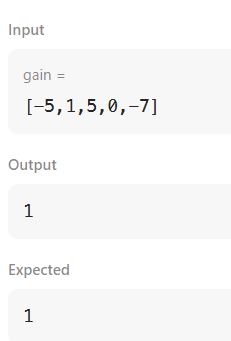 Input
gain =
[-5,1,5,0,-7]
Output
1
Expected
1